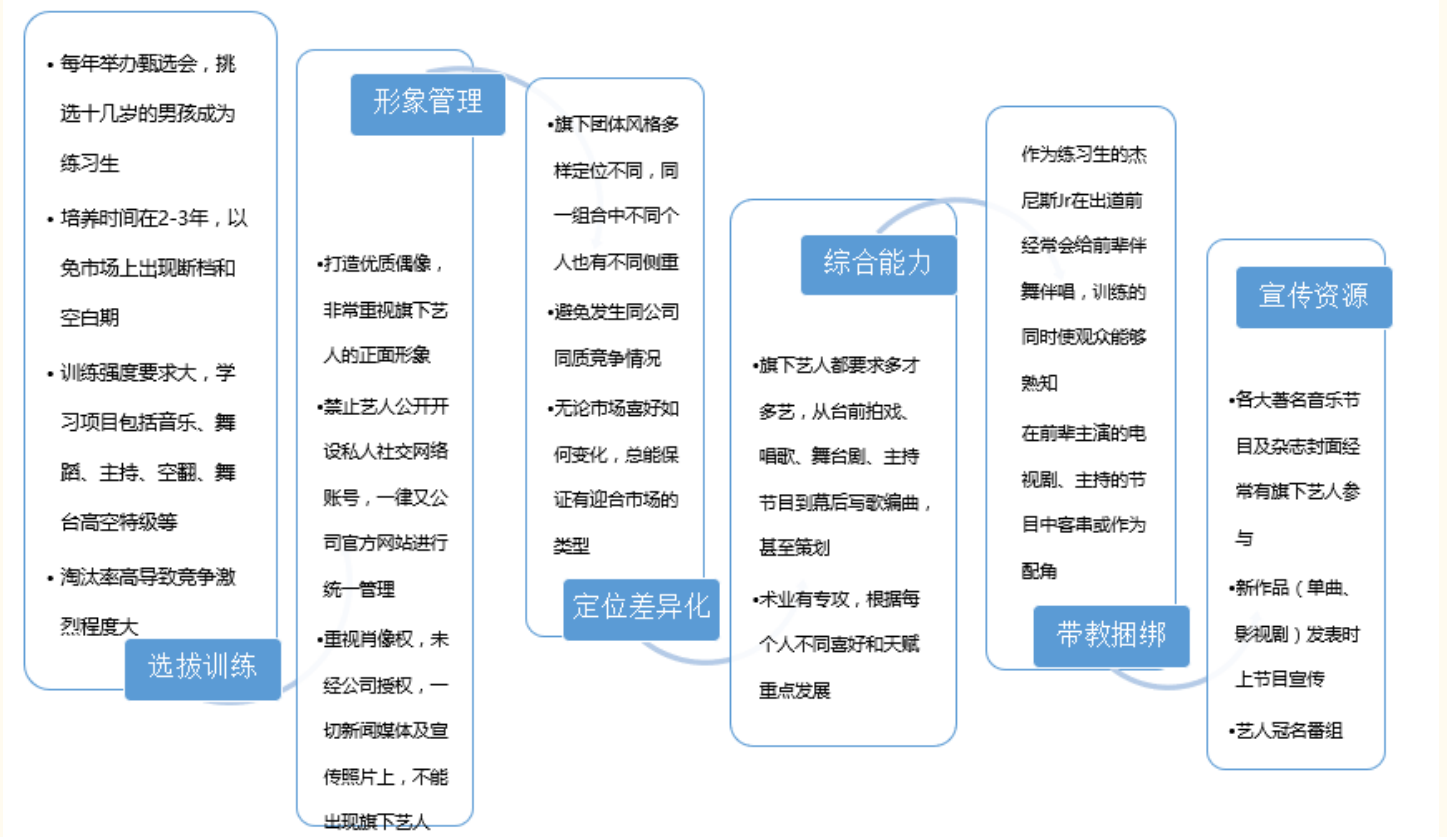 每年举办甄选会，挑
选十几岁的男孩成为
练习生
培养时间在2-3年，以
免市场上出现断档和
空白期
训练强度要求大，学
习项目包括音乐、舞
蹈、主持、空翻、舞
台高空特级等
淘汰率高导致竞争激
烈程度大
选拔训练
形象管理
•打造优质偶像，
非常重视旗下艺
人的正面形象
•禁止艺人公开开
设私人社交网络
账号，一律又公
司官方网站进行
统一管理
•重视肖像权，未
经公司授权，一
切新闻媒体及宣
传照片上，不能
出现旗下艺人
•旗下团体风格多
样定位不同，同
一组合中不同个
人也有不同侧重
•避免发生同公司
同质竞争情况
•无论市场喜好如
何变化，总能保
证有迎合市场的
类型
定位差异化
综合能力
•旗下艺人都要求多才
多艺，从台前拍戏、
唱歌、舞台剧、主持
节目到幕后写歌编曲，
甚至策划
•术业有专攻，根据每
个人不同喜好和天赋
重点发展
作为练习生的杰
尼斯Jr在出道前
经常会给前辈伴
舞伴唱，训练的
同时使观众能够
熟知
在前辈主演的电
视剧、主持的节
目中客串或作为
配角
带教捆绑
宣传资源
•各大著名音乐节
目及杂志封面经
常有旗下艺人参
与
•新作品（单曲、
影视剧）发表时
上节目宣传
•艺人冠名番组